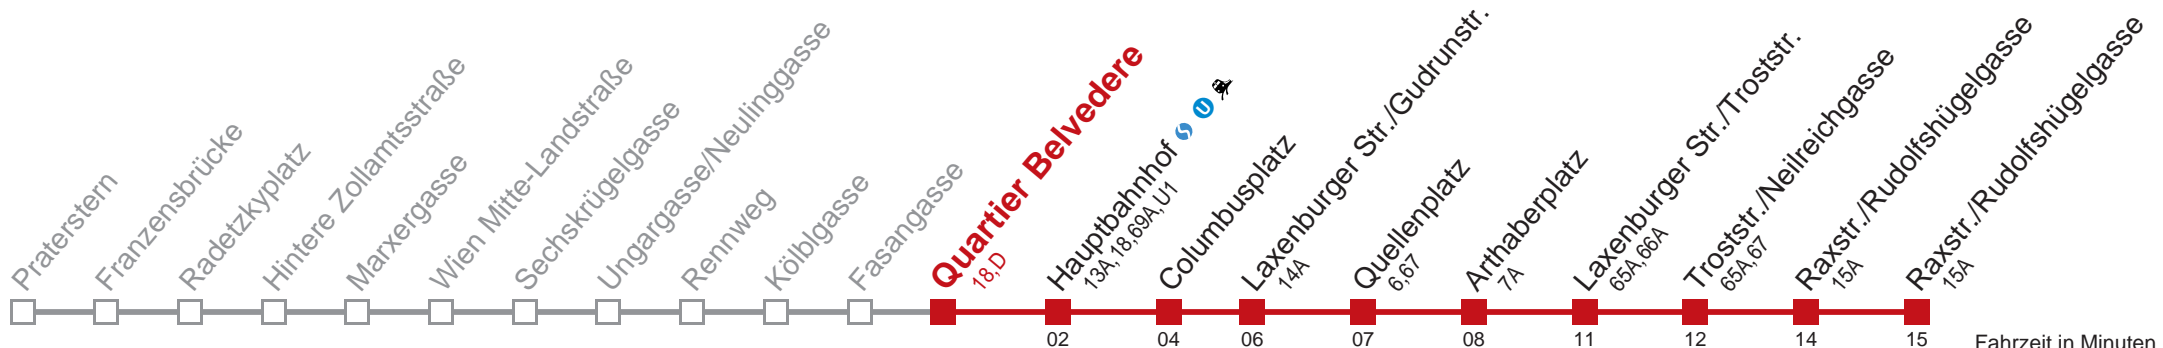 Praterstern
Franzensbrücke
Radetzkyplatz
Hintere Zollamtsstraße
Marxergasse
Wien Mitte-Landstraße
Sechskrügelgasse
Ungargasse/Neulinggasse
Rennweg
Kölblgasse
Fasangasse
Quartier Belvedere
18,D
Hauptbahnhof S U
13A,18,69A,U1
Columbusplatz
Laxenburger Str./Gudrunstr.
14A
Quellenplatz
6,67
Arthaberplatz
7A
Laxenburger Str./Troststr.
65A,66A
Troststr./Neilreichgasse
65A,67
Raxstr./Rudolfshügelgasse
15A
Raxstr./Rudolfshügelgasse
15A
02 04 06 07 08 11 12 14 15 Fahrzeit in Minuten